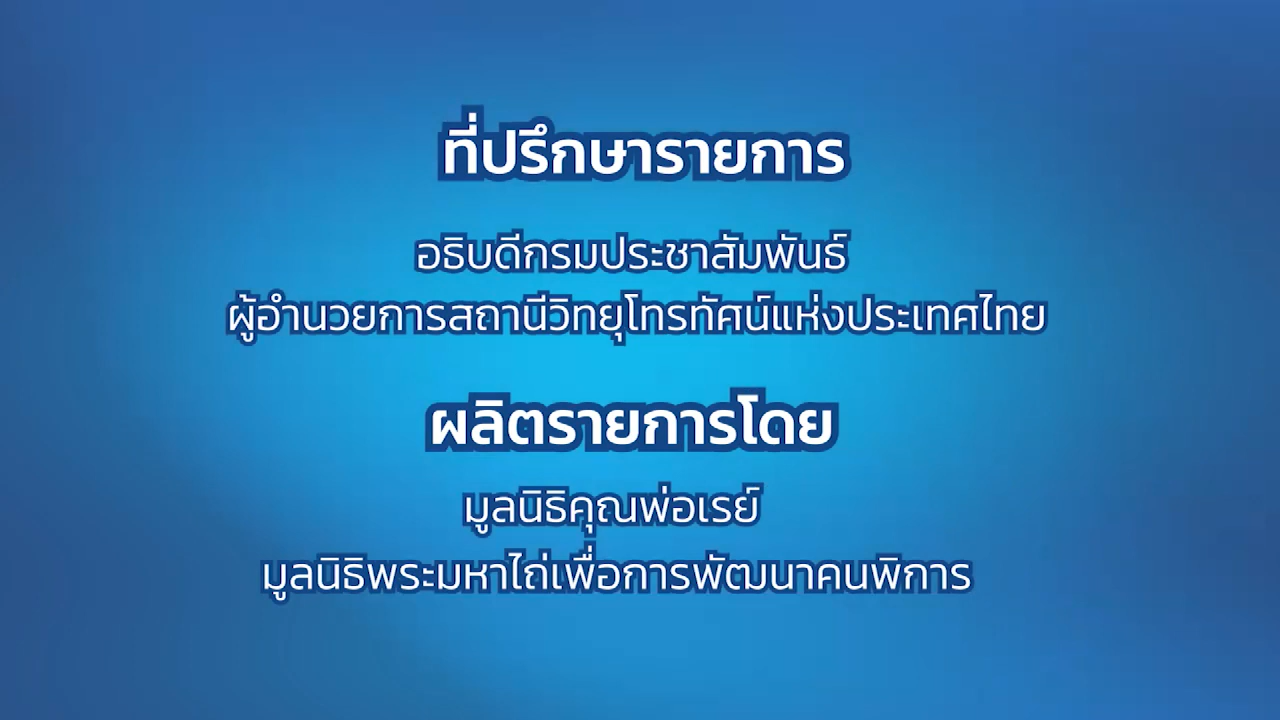 ที่ปรึกษารายการ
อธิบดีกรมประชาสัมพันธ์
ผู้อำนวยการสถานีวิทยุโทรทัศน์แห่งประเทศไทย
ผลิตรายการโดย
มูลนิธิคุณพ่อเรย์
มูลนิธิพระมหาไถ่เพื่อการพัฒนาคนพิการ